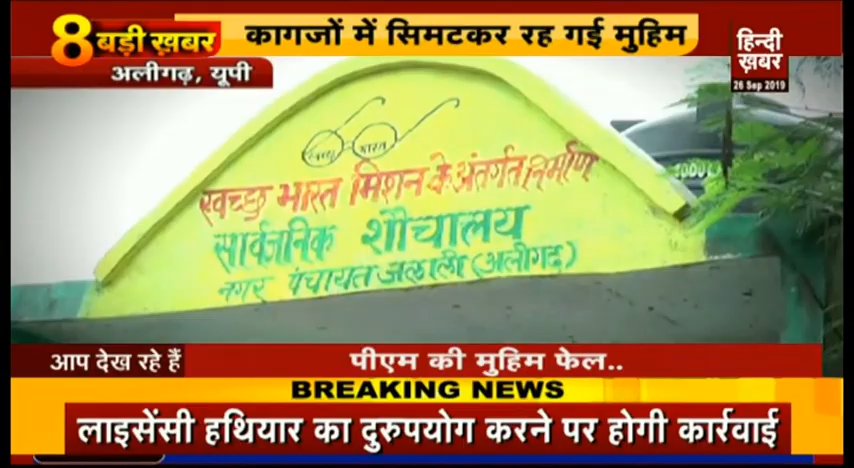 8 बड़ी ख़बर
कागजों में सिमटकर रह गई मुहिम
हिन्दी
ख़बर
26 Sep 2019
अलीगढ़, यूपी
स्वच्छ भारत
स्वच्छ भारत मिशन के अंतर्गत निर्माण
सार्वजनिक शौचालय
नगर पंचायत जलाली (अलीगढ़)
आप देख रहे हैं
पीएम की मुहिम फेल..
BREAKING NEWS
लाइसेंसी हथियार का दुरुपयोग करने पर होगी कार्रवाई